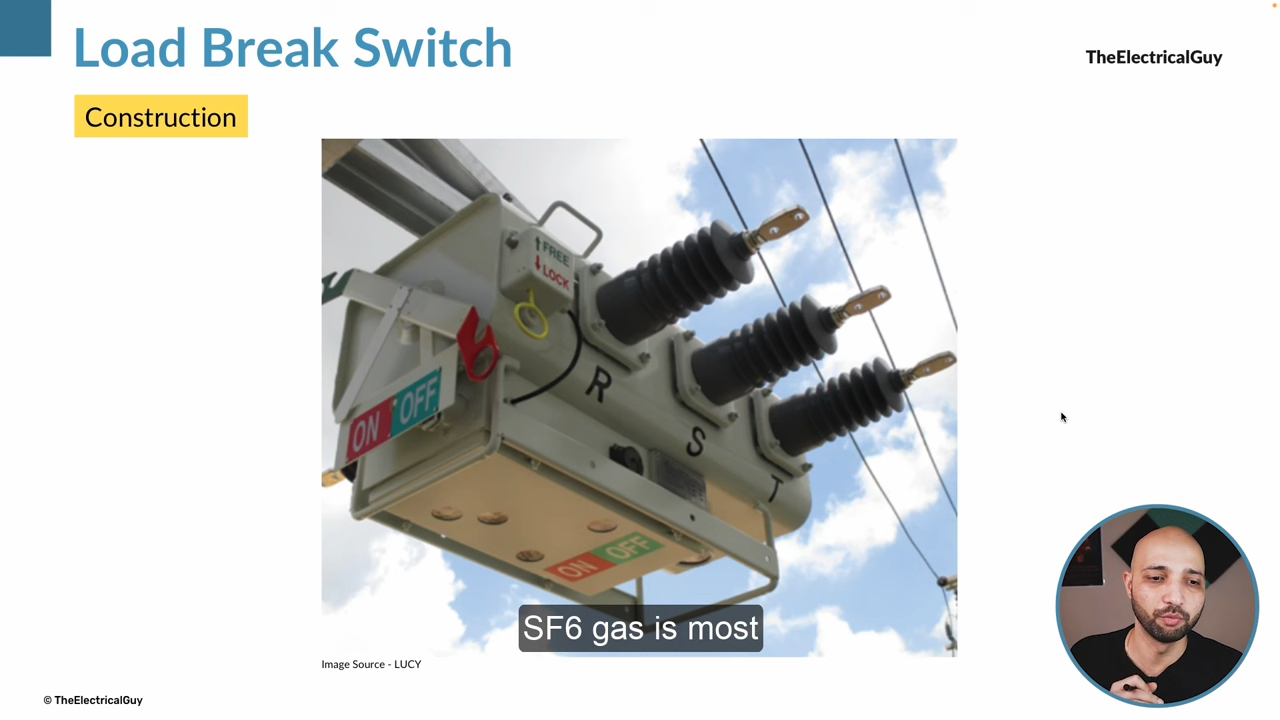 Load Break Switch
TheElectricalGuy
Construction
↑FREE
↓LOCK
R
S
T
ON OFF
ON OFF
SF6 gas is most
Image Source - LUCY
© TheElectricalGuy